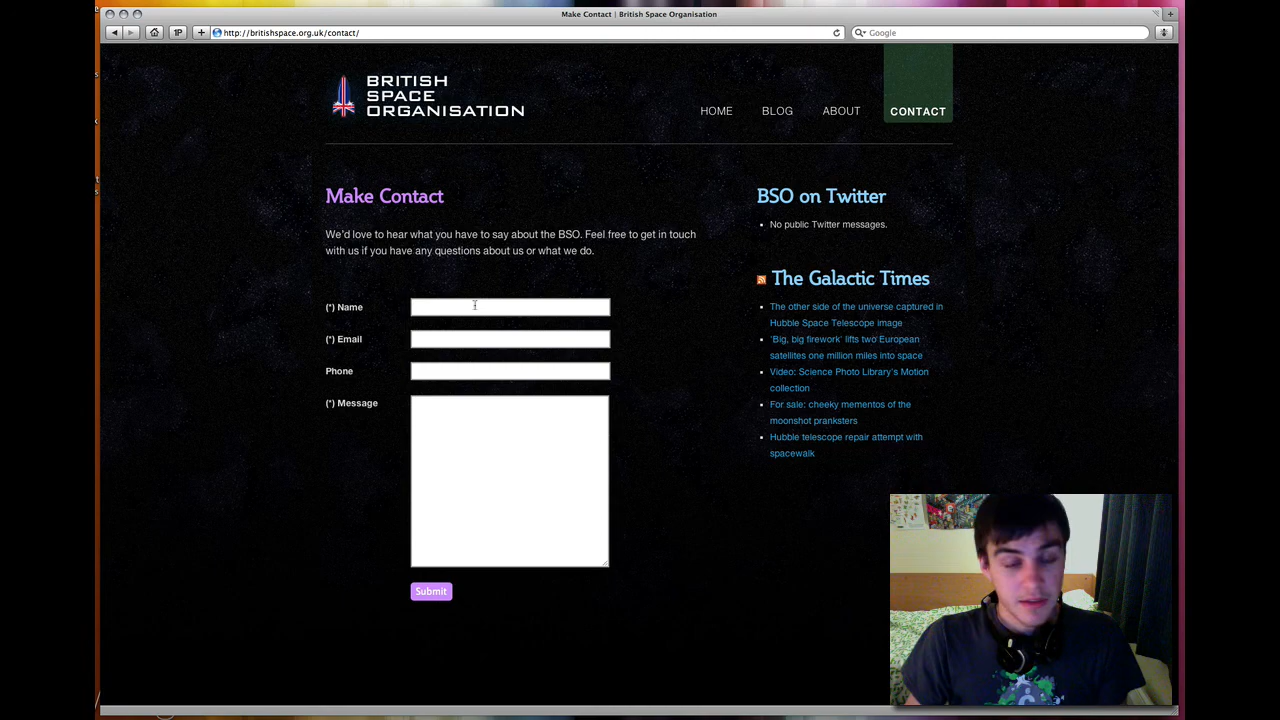 Make Contact | British Space Organisation
1P
http://britishspace.org.uk/contact/
Google
BRITISH
SPACE
ORGANISATION
HOME
BLOG
ABOUT
CONTACT
Make Contact
We'd love to hear what you have to say about the BSO. Feel free to get in touch
with us if you have any questions about us or what we do.
(*) Name
(*) Email
Phone
(*) Message
Submit
BSO on Twitter
No public Twitter messages.
The Galactic Times
The other side of the universe captured in
Hubble Space Telescope image
'Big, big firework' lifts two European
satellites one million miles into space
Video: Science Photo Library's Motion
collection
For sale: cheeky mementos of the
moonshot pranksters
Hubble telescope repair attempt with
spacewalk